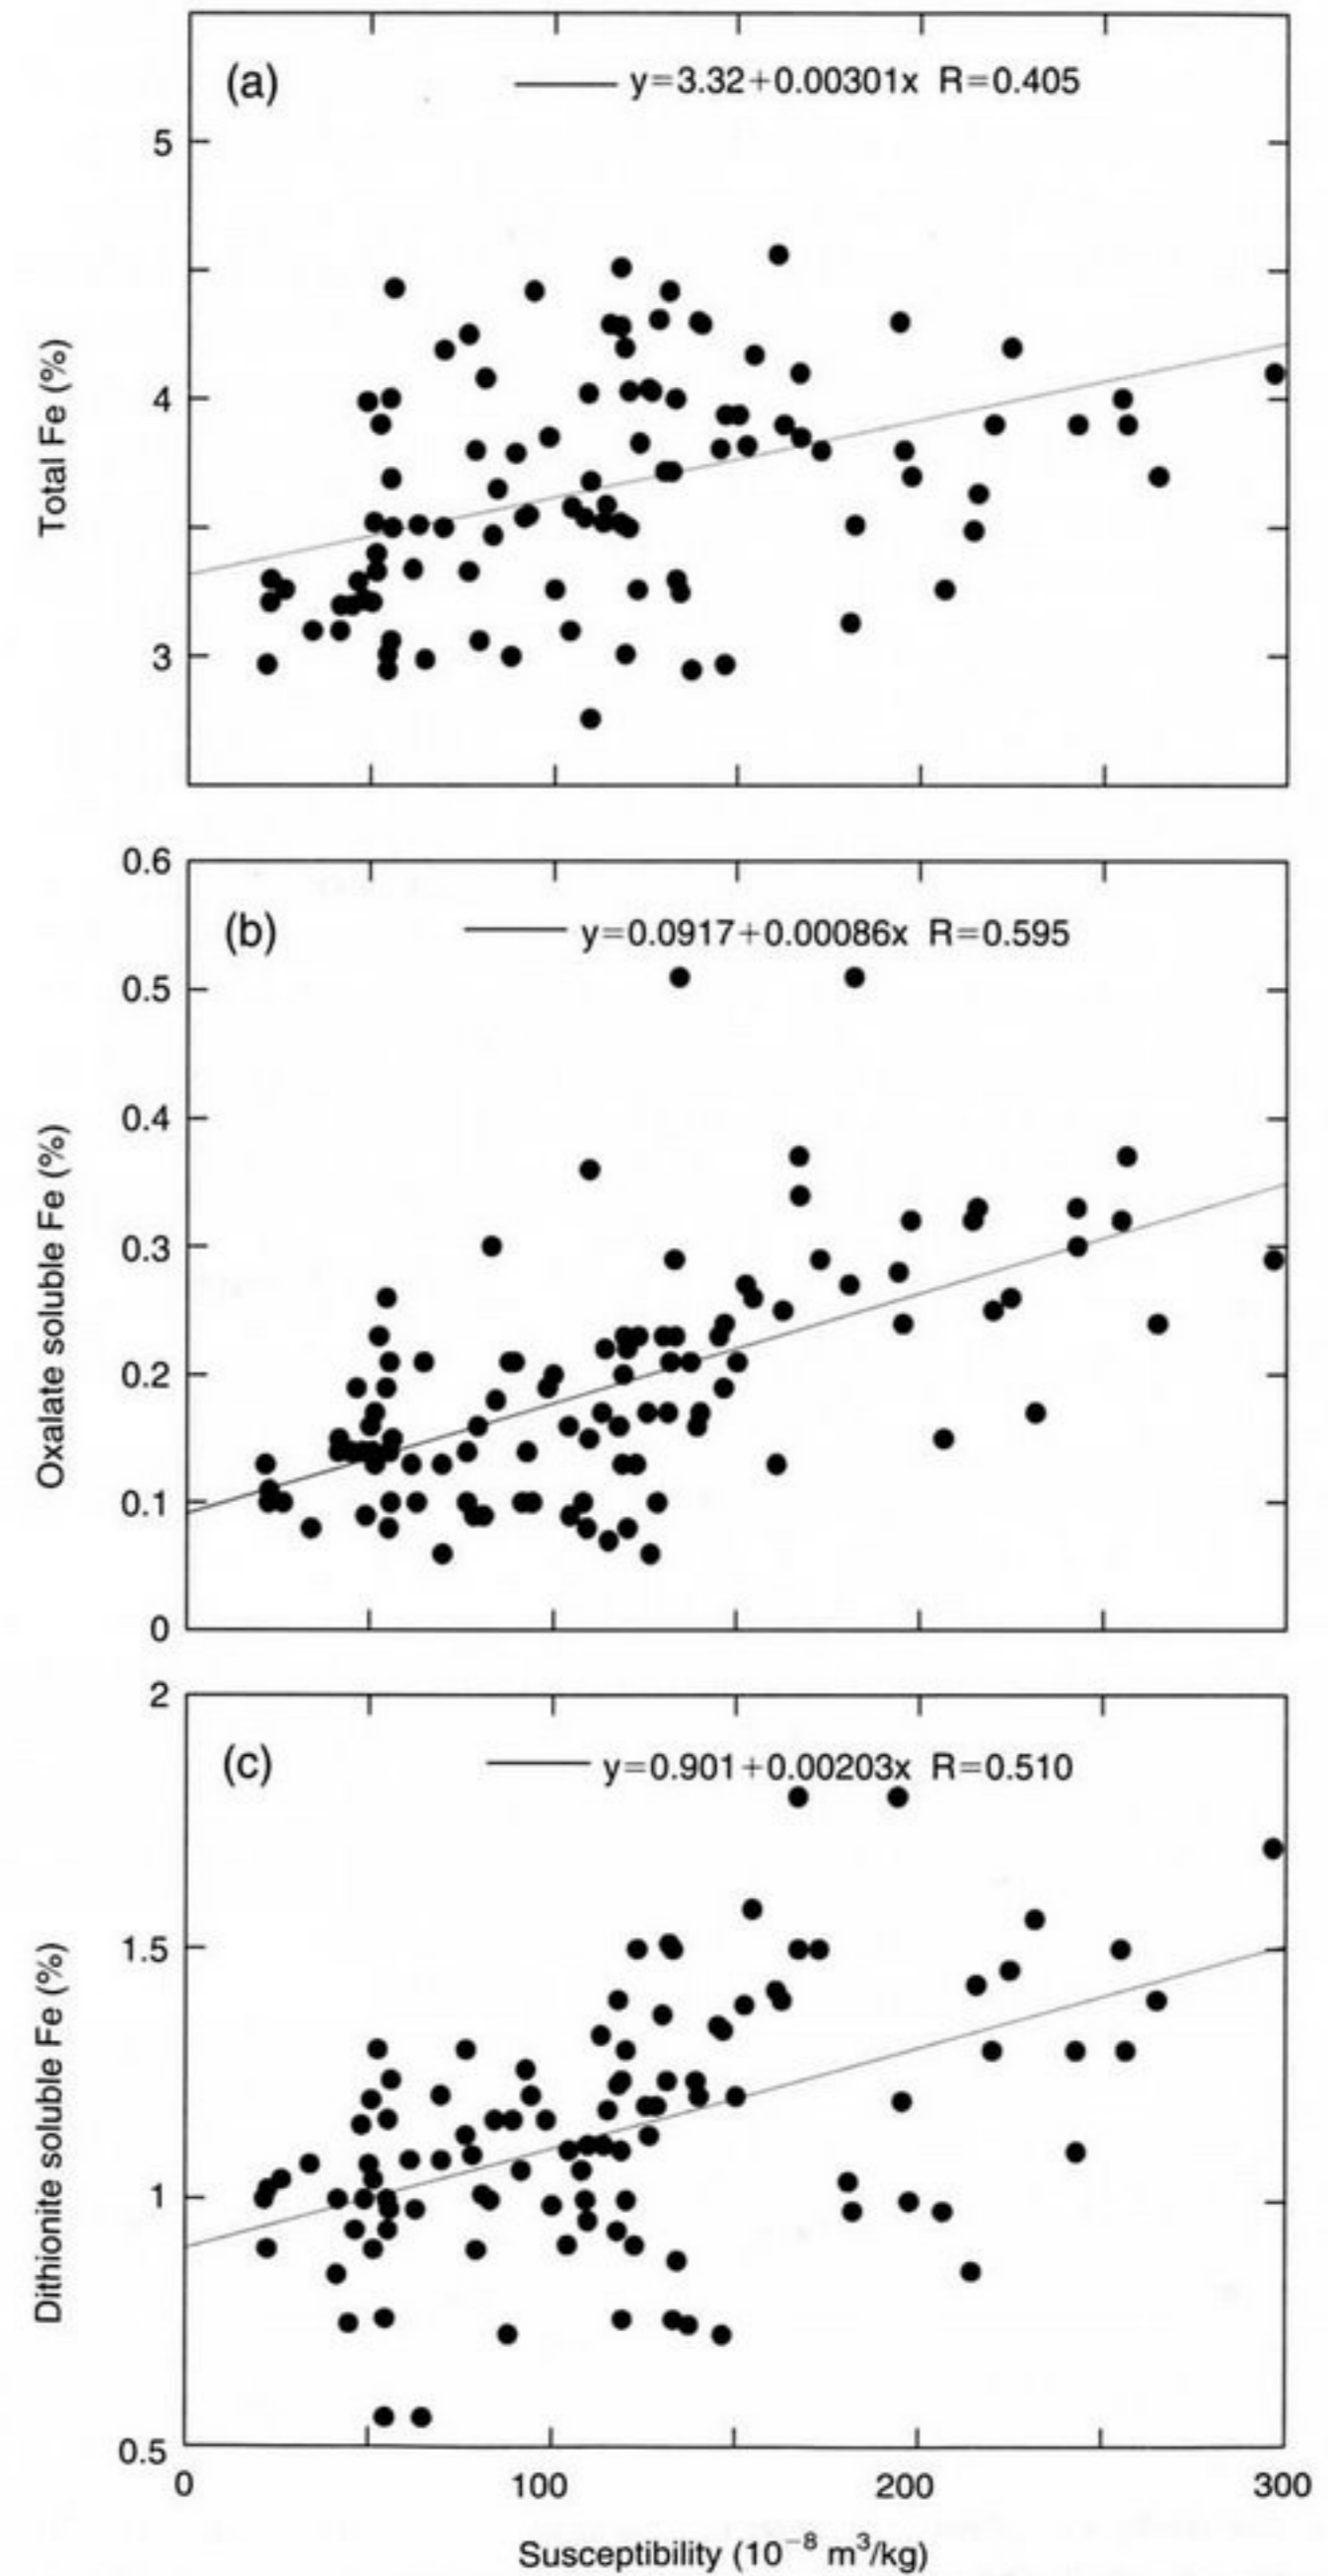 (a)
y=3.32+0.00301x R=0.405
5
4
3
Total Fe (%)
0.6
(b)
y=0.0917+0.00086x R=0.595
0.5
0.4
0.3
0.2
0.1
0
Oxalate soluble Fe (%)
2
(c)
y=0.901+0.00203x R=0.510
1.5
1
0.5
Dithionite soluble Fe (%)
0 100 200 300
Susceptibility (10⁻⁸ m³/kg)